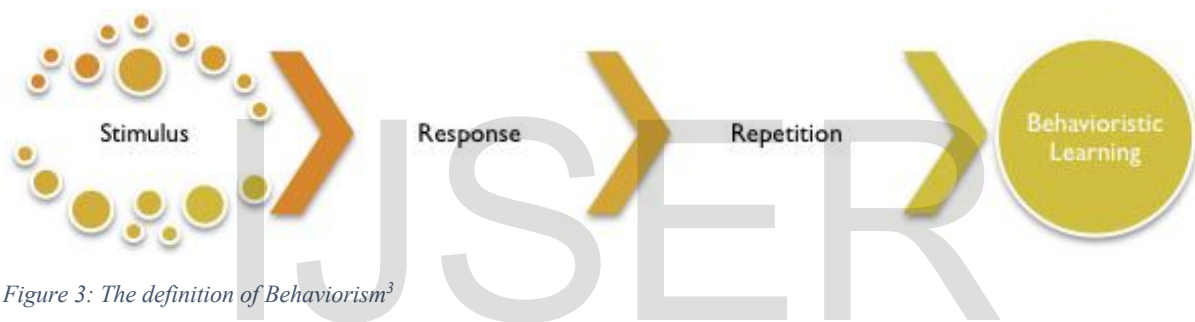 Stimulus
Response
Repetition
Behavioristic
Learning
IJSER
Figure 3: The definition of Behaviorism³